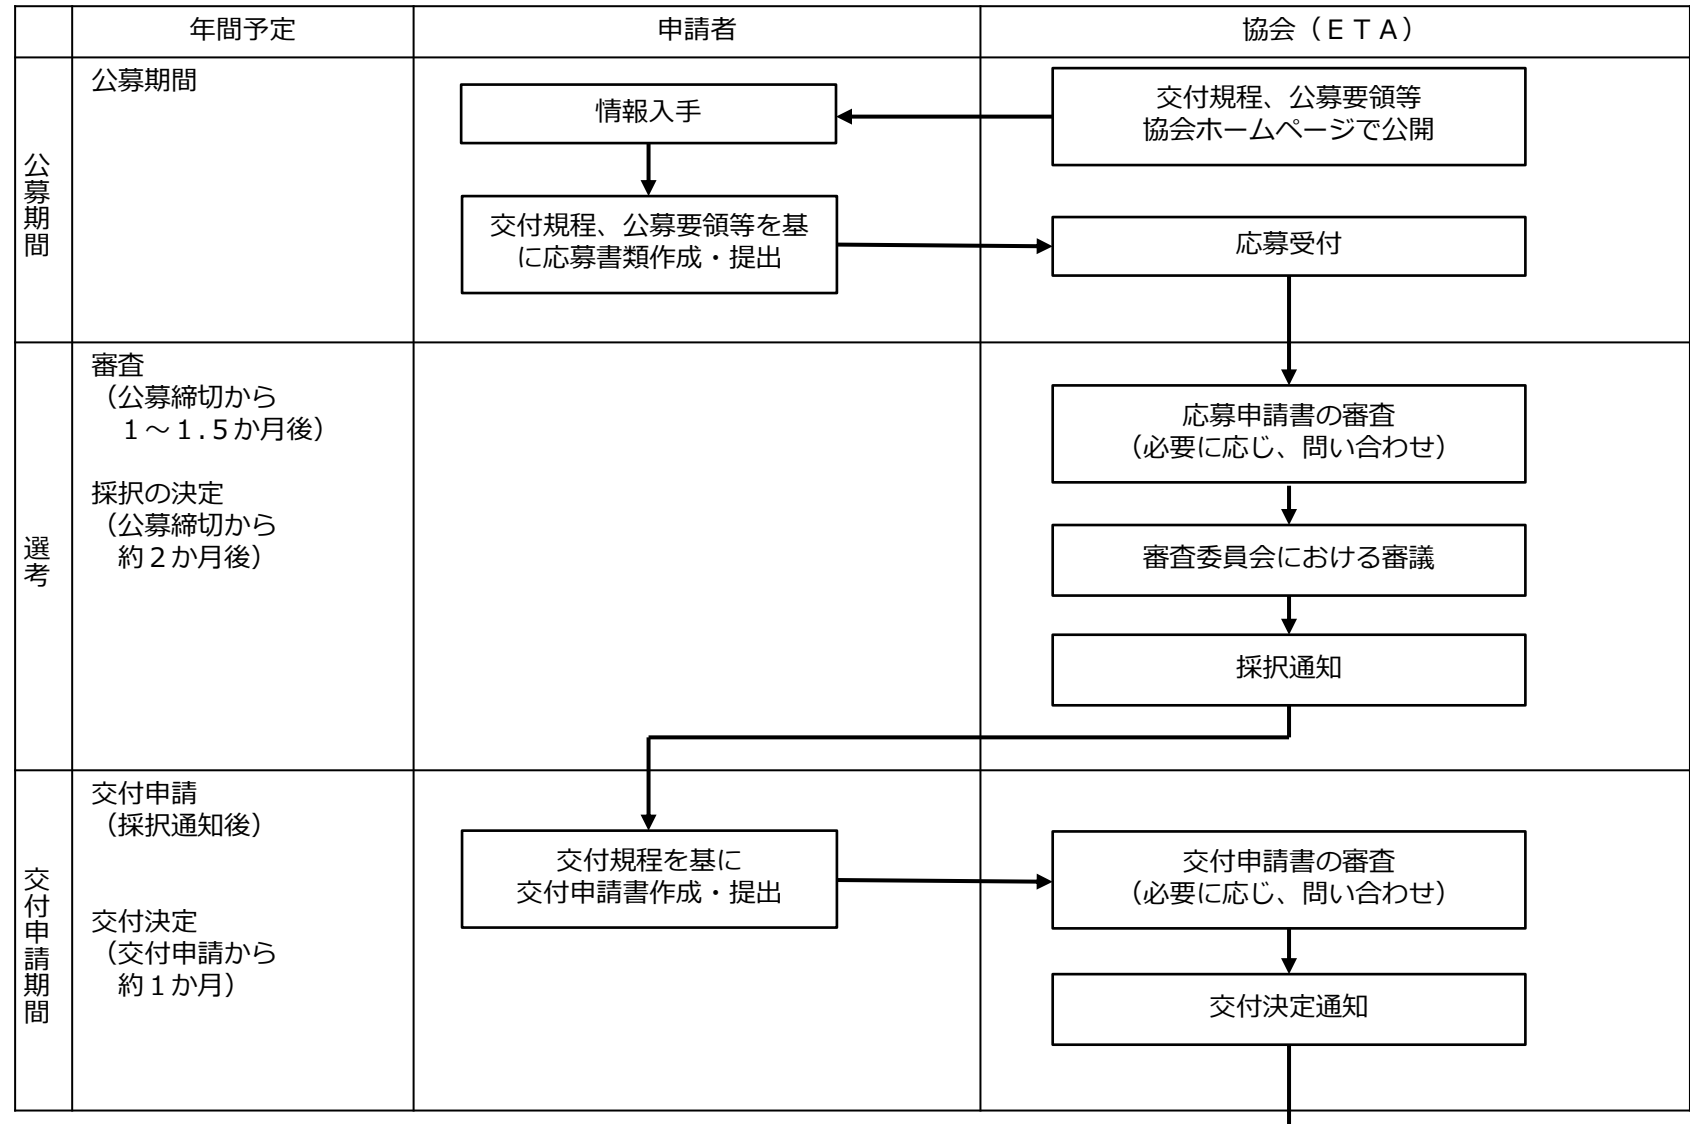 年間予定
申請者
協会（ＥＴＡ）
公募期間
公募期間
情報入手
交付規程、公募要領等
協会ホームページで公開
交付規程、公募要領等を基
に応募書類作成・提出
応募受付
選考
審査
（公募締切から
１～１.５か月後）
採択の決定
（公募締切から
約２か月後）
応募申請書の審査
（必要に応じ、問い合わせ）
審査委員会における審議
採択通知
交付申請期間
交付申請
（採択通知後）
交付決定
（交付申請から
約１か月）
交付規程を基に
交付申請書作成・提出
交付申請書の審査
（必要に応じ、問い合わせ）
交付決定通知